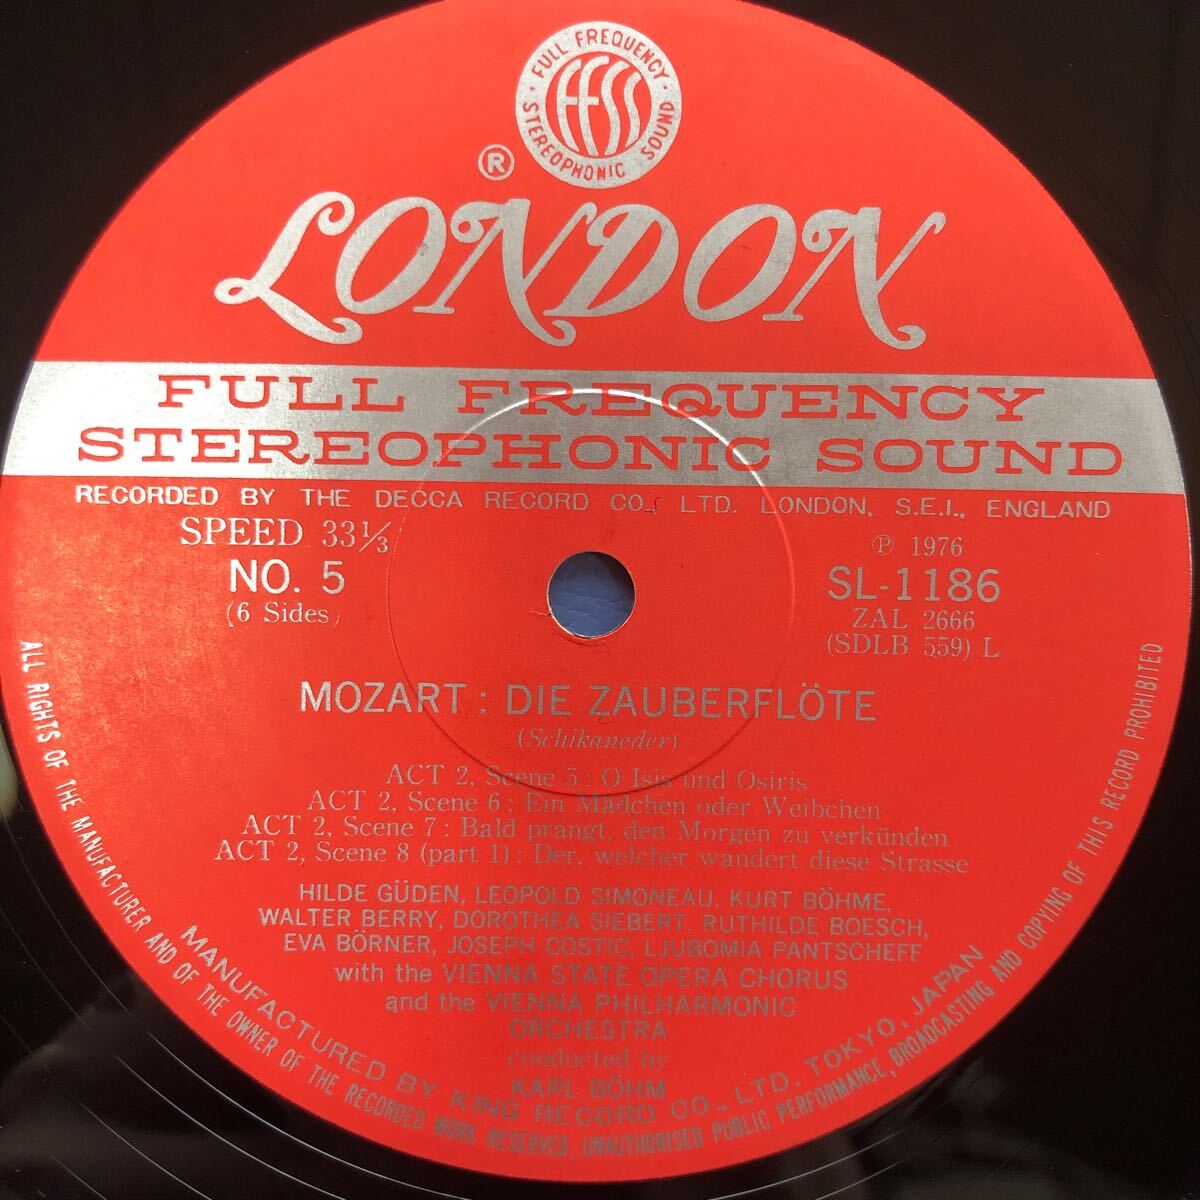 FULL FREQUENCY STEREOPHONIC SOUND
FFSS
®
LONDON
FULL FREQUENCY
STEREOPHONIC SOUND
RECORDED BY THE DECCA RECORD CO., LTD. LONDON, S.E.I., ENGLAND
SPEED 33⅓
NO. 5
(6 Sides)
℗ 1976
SL-1186
ZAL 2666
(SDLB 559) L
MOZART : DIE ZAUBERFLÖTE
(Schikaneder)
ACT 2, Scene 5 : O Isis und Osiris
ACT 2, Scene 6 : Ein Mädchen oder Weibchen
ACT 2, Scene 7 : Bald prangt, den Morgen zu verkünden
ACT 2, Scene 8 (part 1) : Der, welcher wandert diese Strasse
HILDE GÜDEN, LEOPOLD SIMONEAU, KURT BÖHME,
WALTER BERRY, DOROTHEA SIEBERT, RUTHILDE BOESCH,
EVA BÖRNER, JOSEPH COSTIC, LJUBOMIA PANTSCHEFF
with the VIENNA STATE OPERA CHORUS
and the VIENNA PHILHARMONIC
ORCHESTRA
conducted by
KARL BÖHM
MANUFACTURED BY KING RECORD CO., LTD. TOKYO, JAPAN
ALL RIGHTS OF THE MANUFACTURER AND OF THE OWNER OF THE RECORDED WORK RESERVED, UNAUTHORISED PUBLIC PERFORMANCE, BROADCASTING AND COPYING OF THIS RECORD PROHIBITED